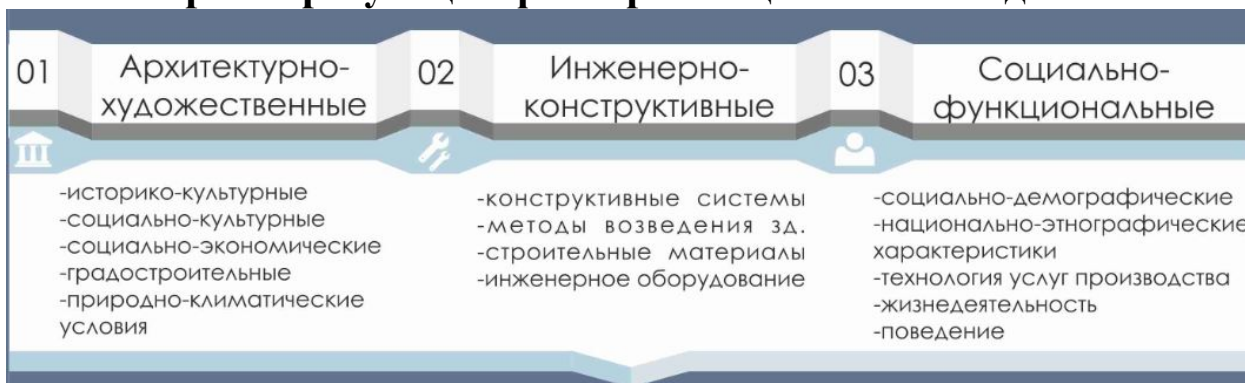 01
Архитектурно-
художественные
-историко-культурные
-социально-культурные
-социально-экономические
-градостроительные
-природно-климатические
условия
02
Инженерно-
конструктивные
-конструктивные системы
-методы возведения зд.
-строительные материалы
-инженерное оборудование
03
Социально-
функциональные
-социально-демографические
-национально-этнографические
характеристики
-технология услуг производства
-жизнедеятельность
-поведение